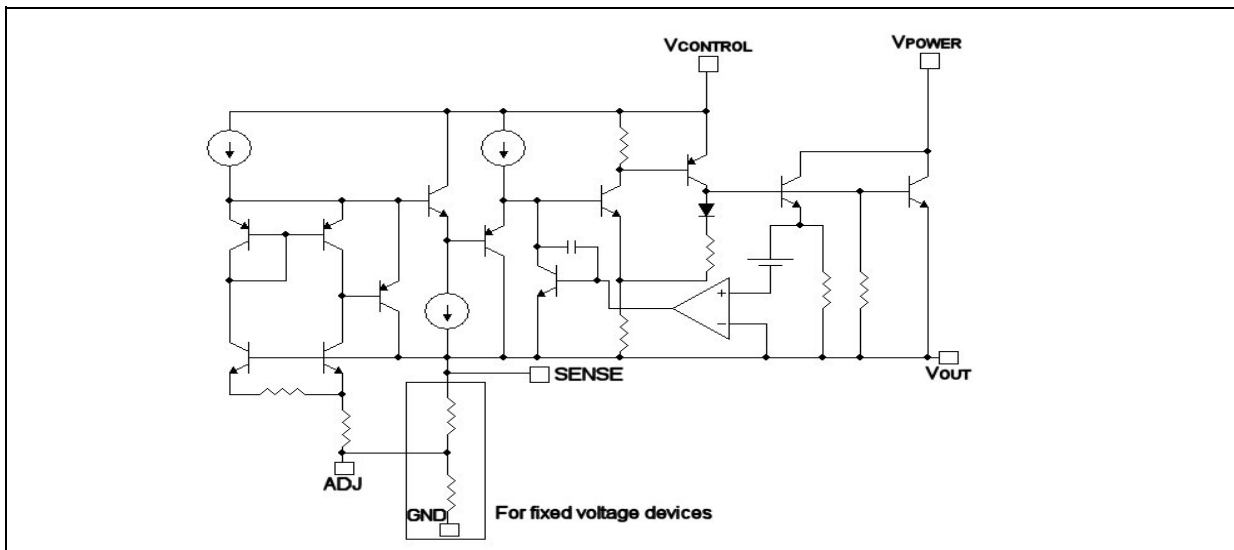 VCONTROL
VPOWER
+
−
SENSE
VOUT
ADJ
GND
For fixed voltage devices